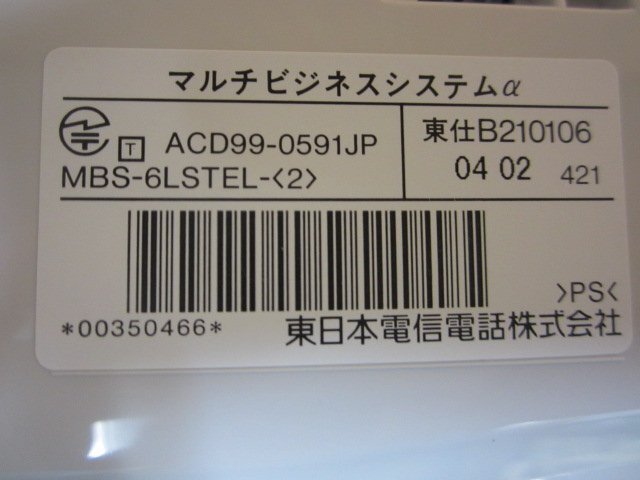 マルチビジネスシステムα
T ACD99-0591JP
MBS-6LSTEL-<2>
東仕B210106
04 02 421
>PS<
*00350466*
東日本電信電話株式会社